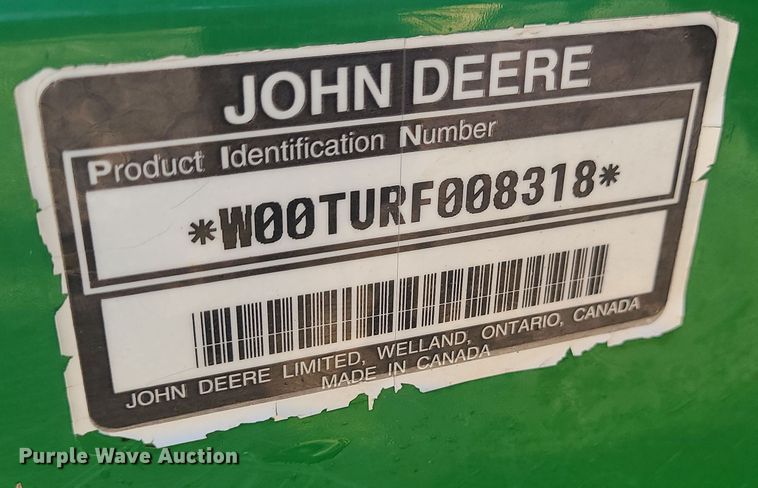 JOHN DEERE
Product Identification Number
*W00TURF008318*
JOHN DEERE LIMITED, WELLAND, ONTARIO, CANADA
MADE IN CANADA
Purple Wave Auction